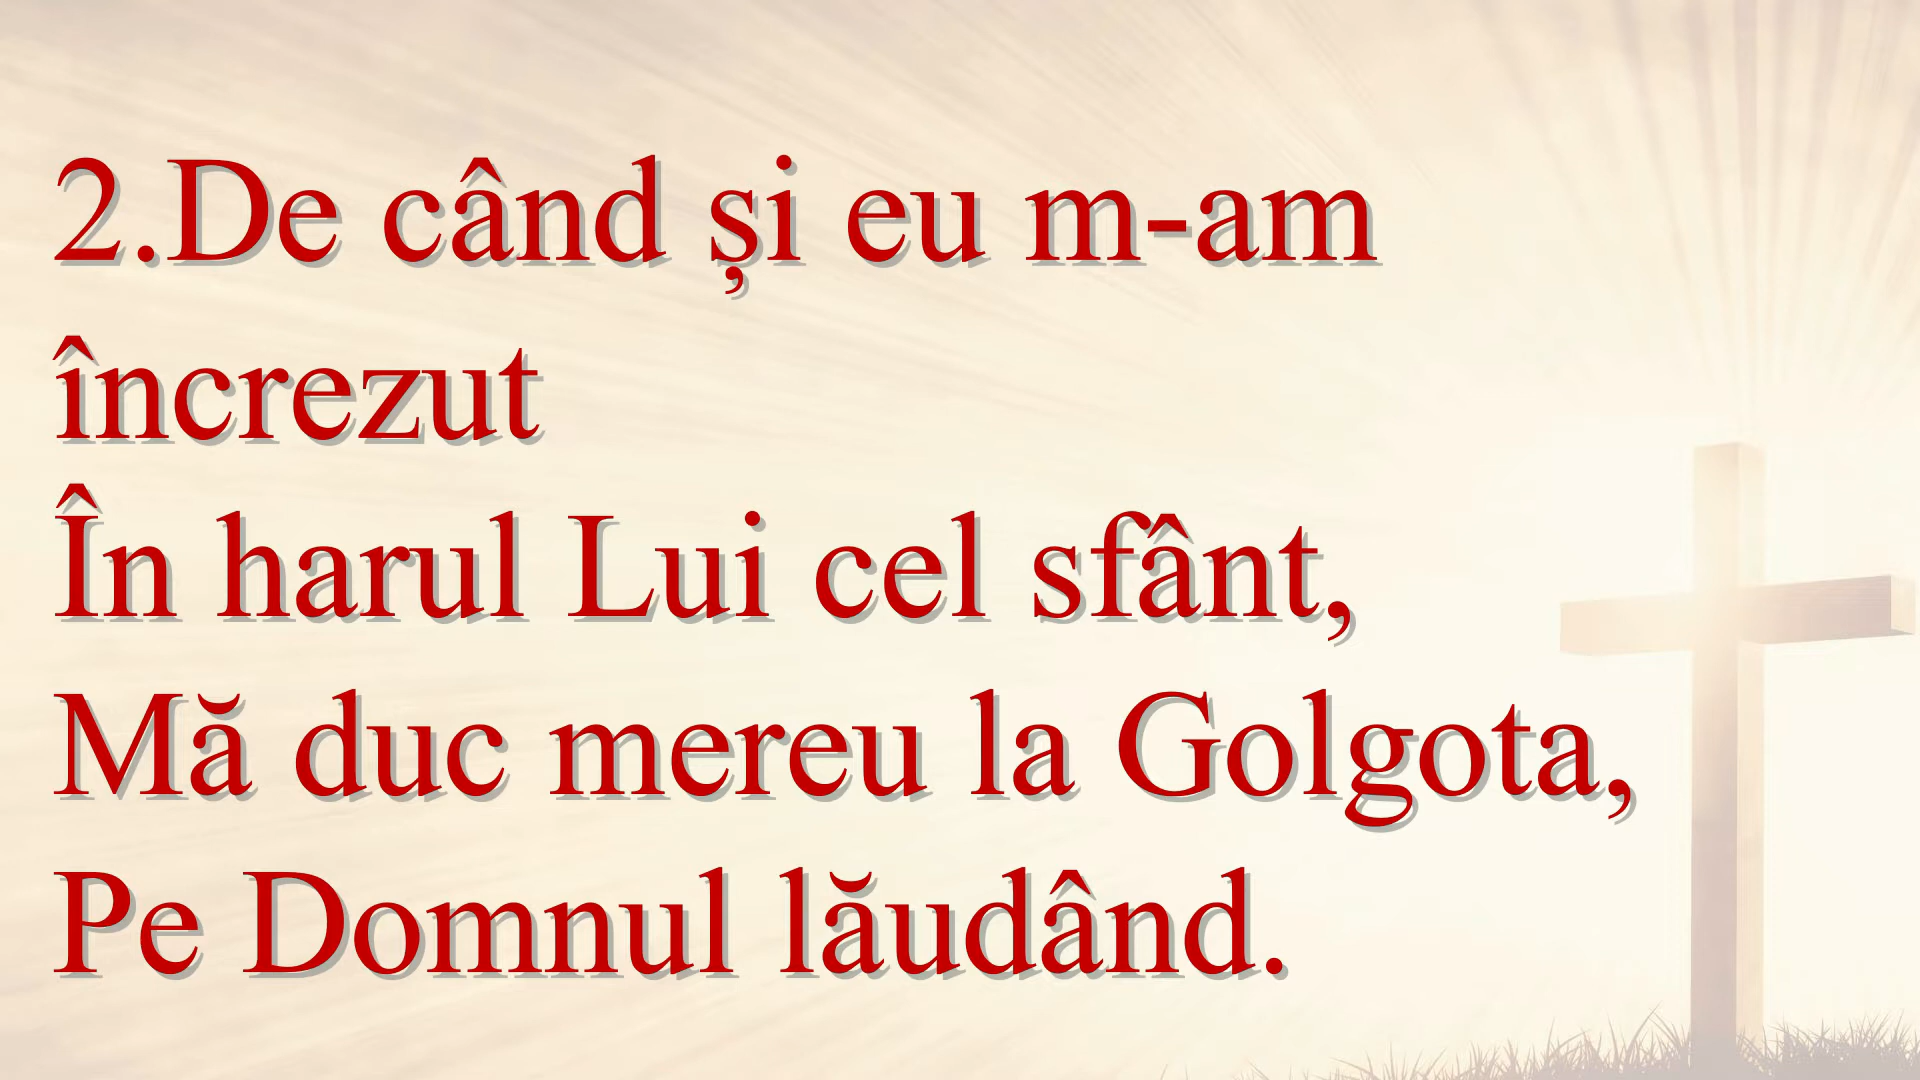 2.De când și eu m-am
încrezut
În harul Lui cel sfânt,
Mă duc mereu la Golgota,
Pe Domnul lăudând.